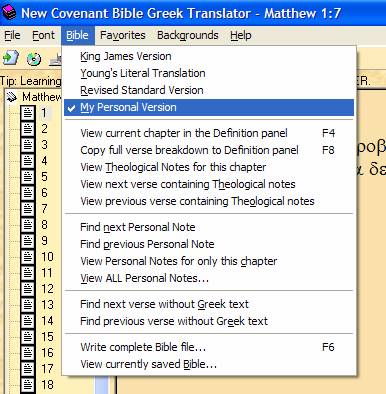 New Covenant Bible Greek Translator - Matthew 1:7
File Font Bible Favorites Backgrounds Help
Tip: Learning ER.
Matthew
King James Version
Young's Literal Translation
Revised Standard Version
✓ My Personal Version
View current chapter in the Definition panel F4
Copy full verse breakdown to Definition panel F8
View Theological Notes for this chapter
View next verse containing Theological notes
View previous verse containing Theological notes
Find next Personal Note
Find previous Personal Note
View Personal Notes for only this chapter
View ALL Personal Notes...
Find next verse without Greek text
Find previous verse without Greek text
Write complete Bible file... F6
View currently saved Bible...
1
2
3
4
5
6
7
8
9
10
11
12
13
14
15
16
17
18
ροβ
α δε